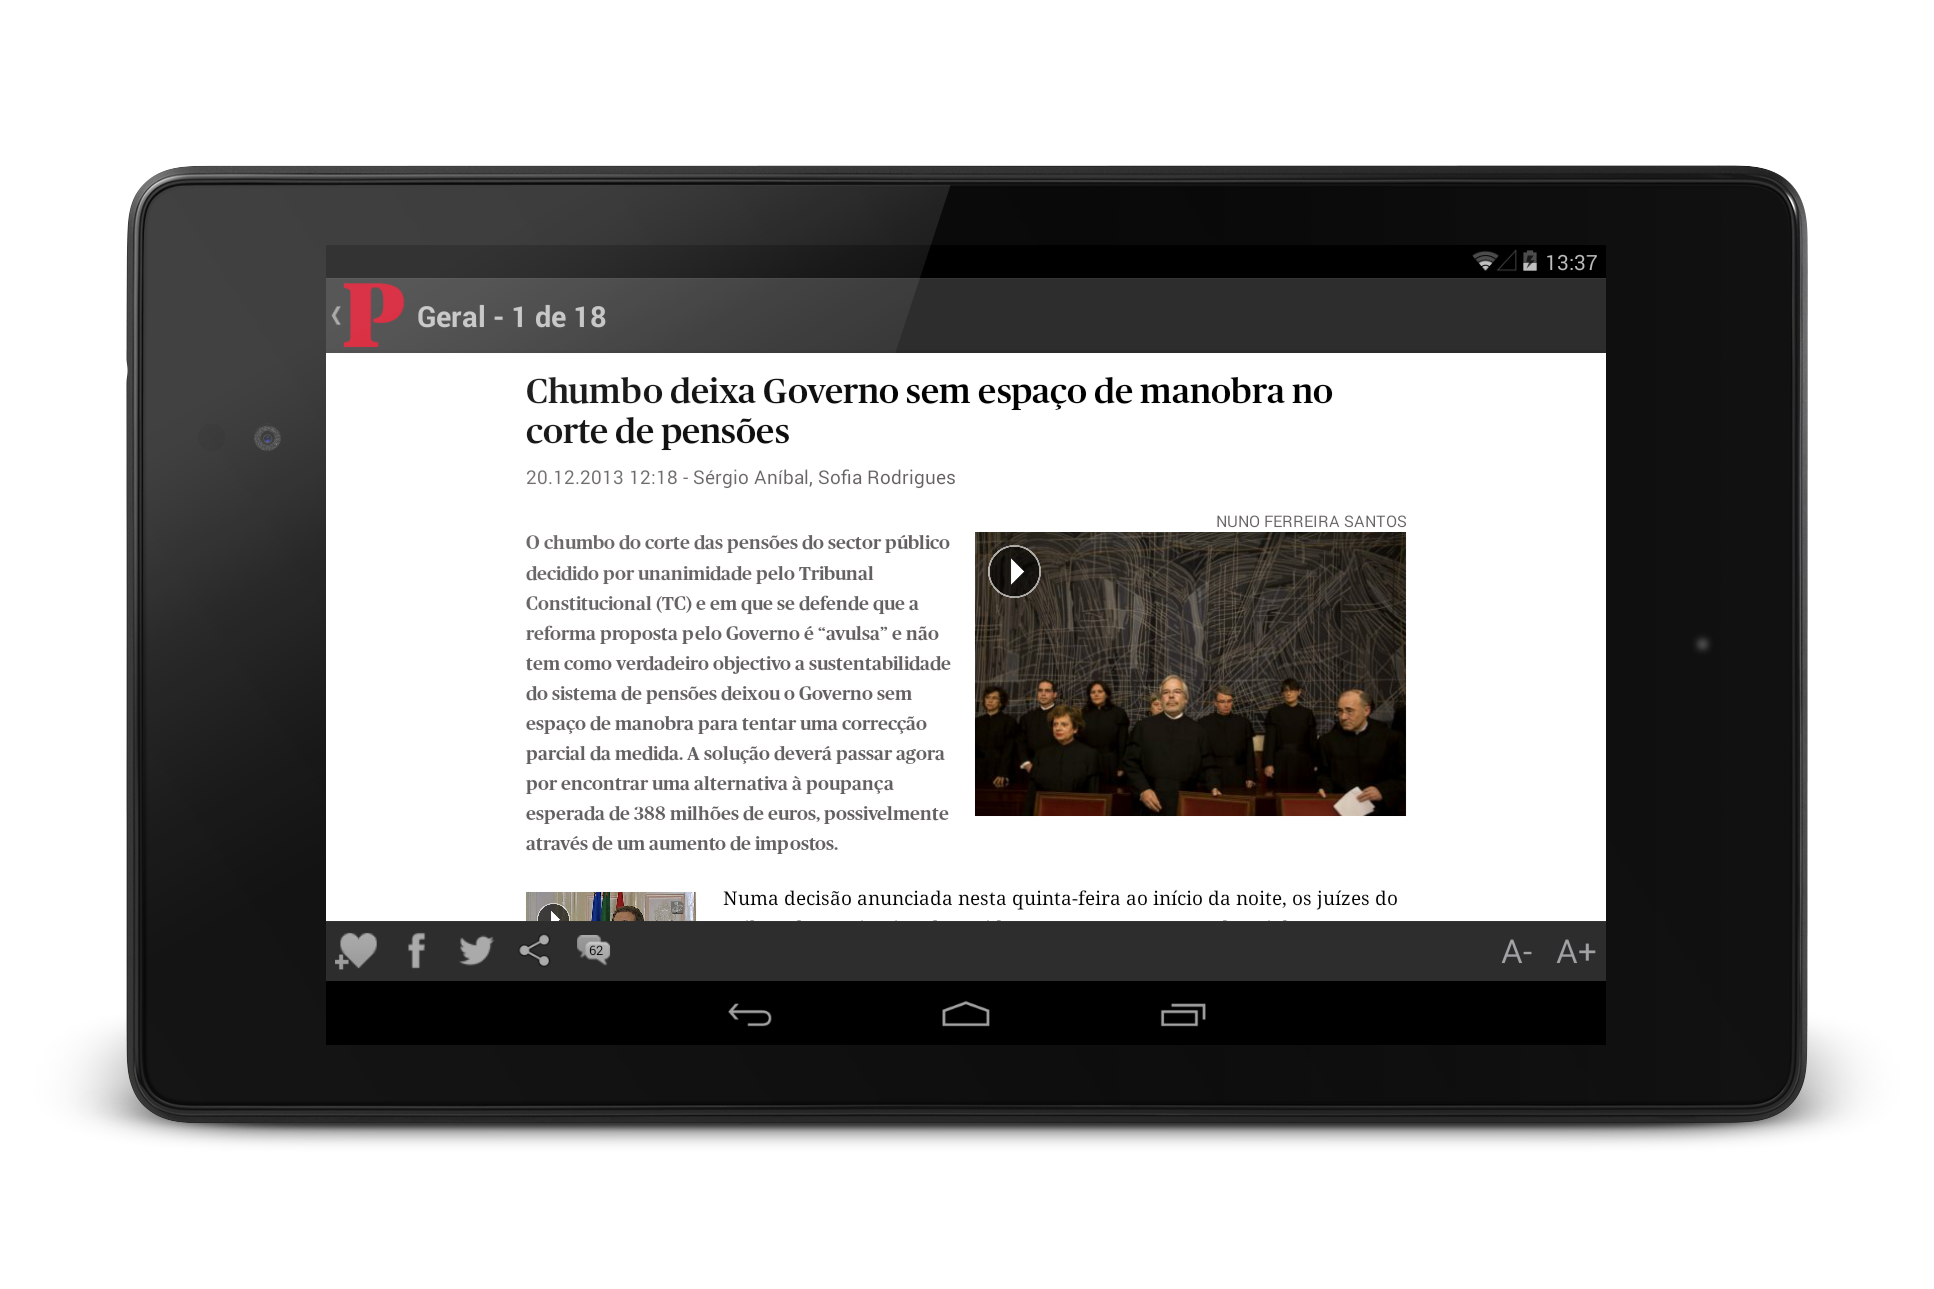 13:37
P Geral - 1 de 18
Chumbo deixa Governo sem espaço de manobra no
corte de pensões
20.12.2013 12:18 - Sérgio Aníbal, Sofia Rodrigues
NUNO FERREIRA SANTOS
O chumbo do corte das pensões do sector público
decidido por unanimidade pelo Tribunal
Constitucional (TC) e em que se defende que a
reforma proposta pelo Governo é “avulsa” e não
tem como verdadeiro objectivo a sustentabilidade
do sistema de pensões deixou o Governo sem
espaço de manobra para tentar uma correcção
parcial da medida. A solução deverá passar agora
por encontrar uma alternativa à poupança
esperada de 388 milhões de euros, possivelmente
através de um aumento de impostos.
Numa decisão anunciada nesta quinta-feira ao início da noite, os juízes do
62
A- A+